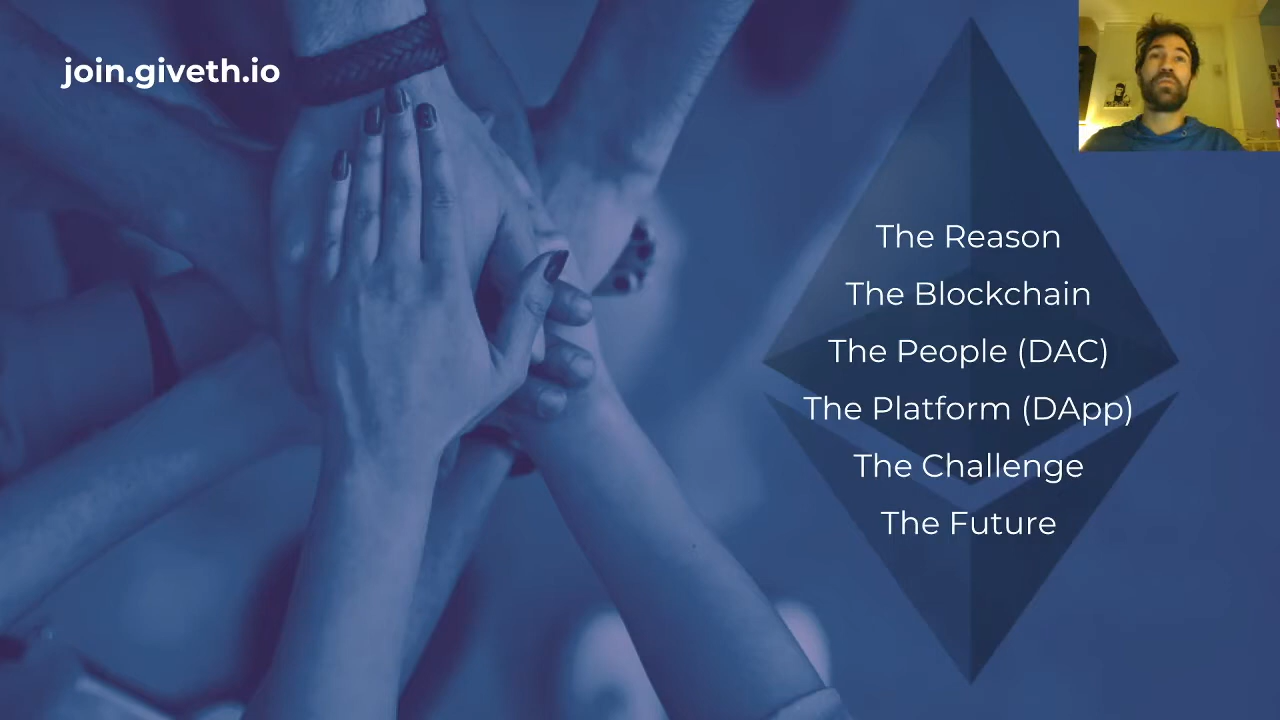 join.giveth.io
The Reason
The Blockchain
The People (DAC)
The Platform (DApp)
The Challenge
The Future